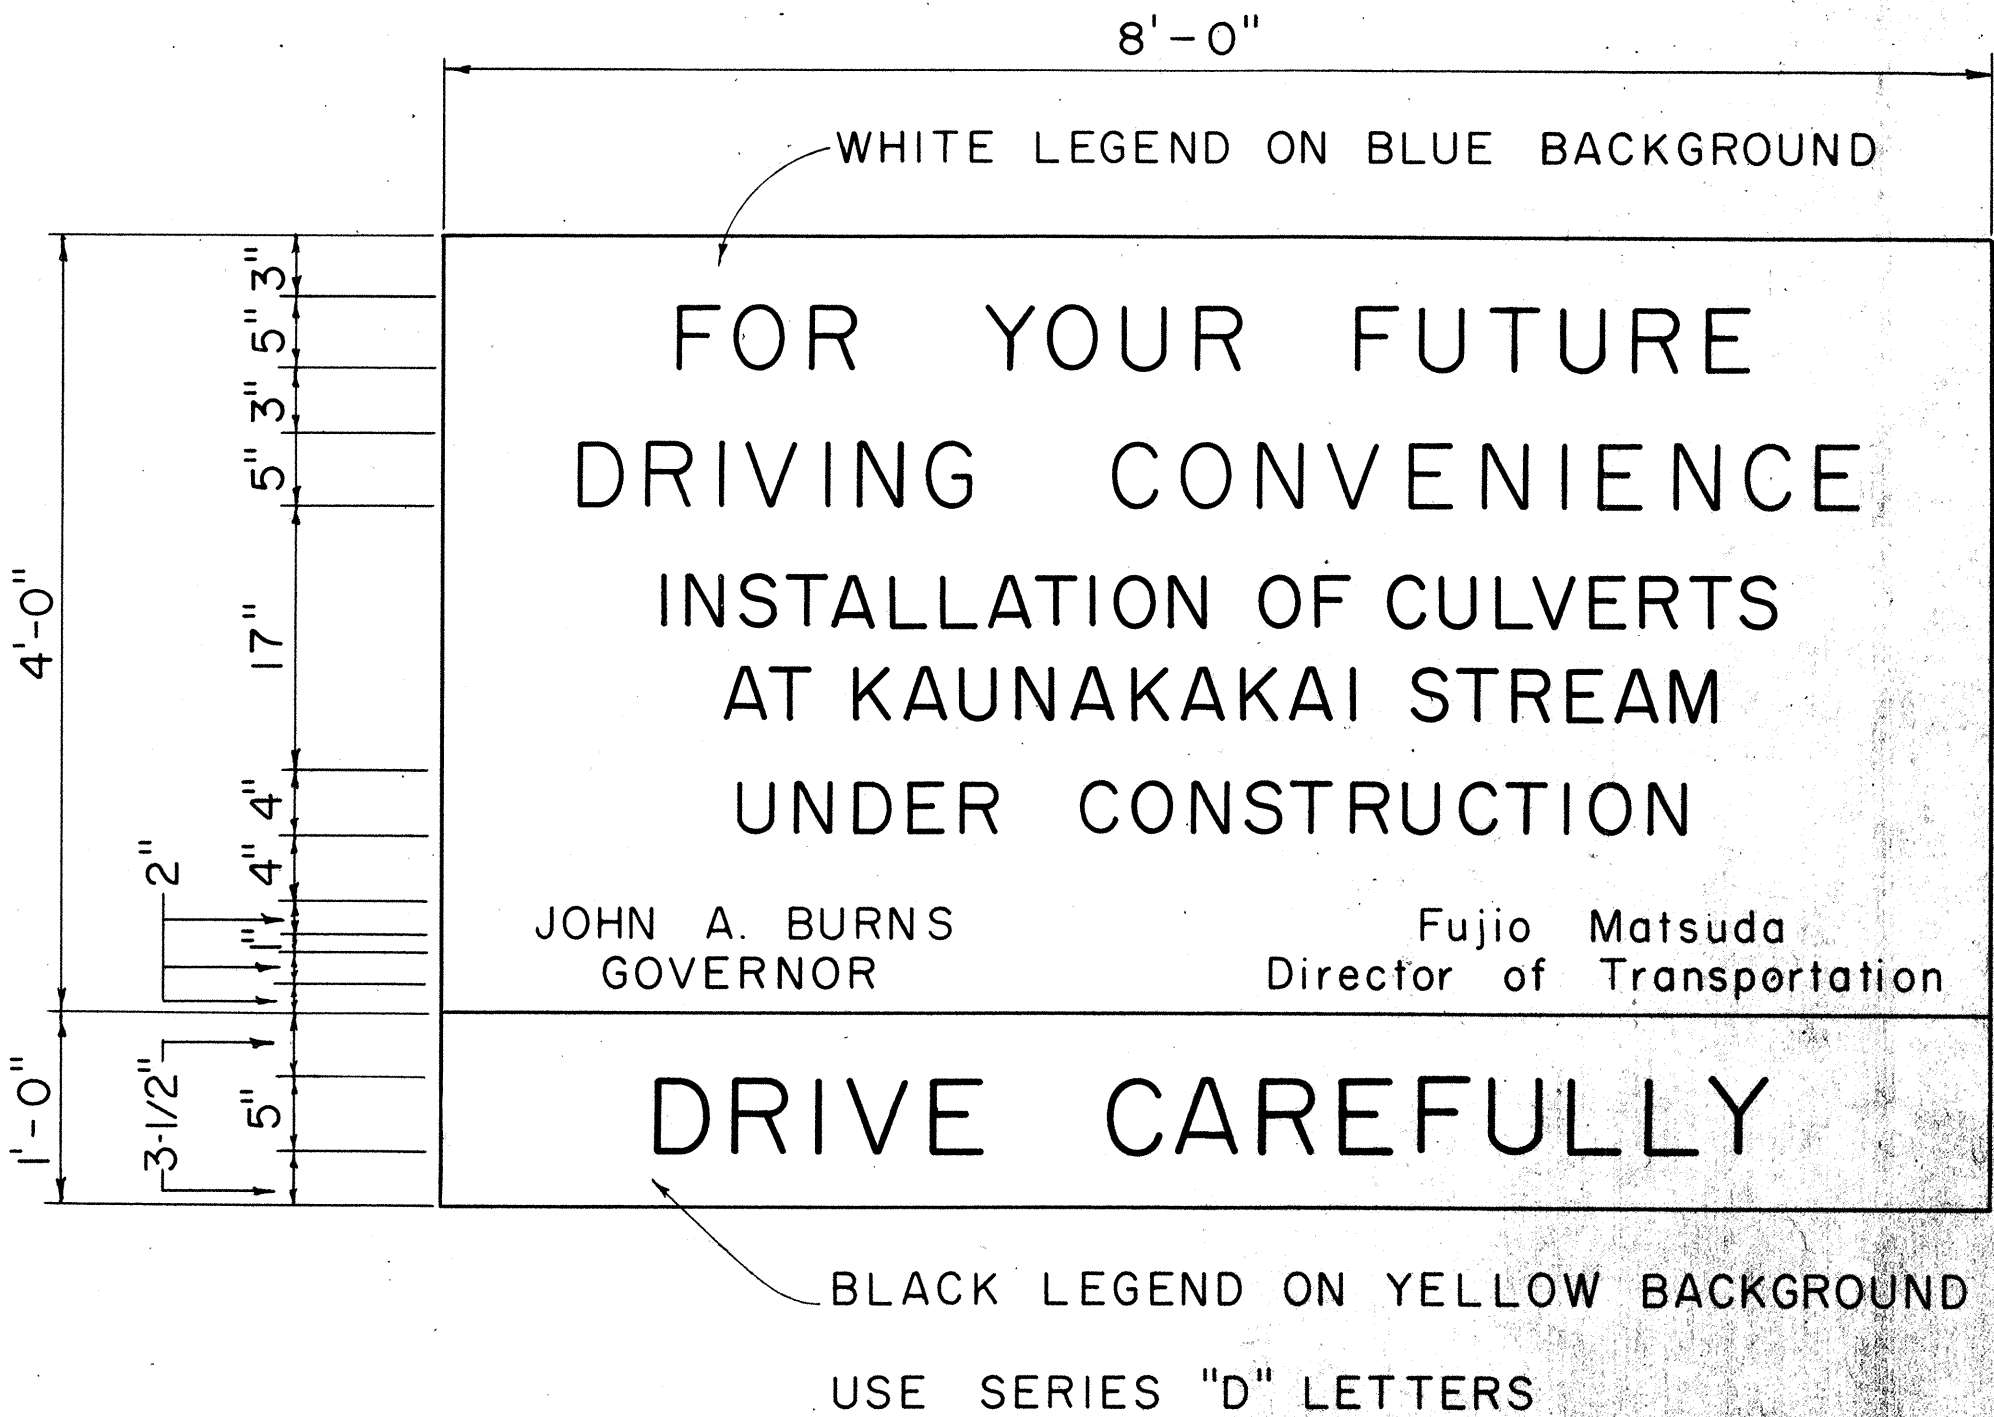 8'-0"
WHITE LEGEND ON BLUE BACKGROUND
3"
5"
3"
5"
17"
4"
4"
2"
1"
4'-0"
FOR YOUR FUTURE
DRIVING CONVENIENCE
INSTALLATION OF CULVERTS
AT KAUNAKAKAI STREAM
UNDER CONSTRUCTION
JOHN A. BURNS
GOVERNOR
Fujio Matsuda
Director of Transportation
1'-0"
3-1/2"
5"
DRIVE CAREFULLY
BLACK LEGEND ON YELLOW BACKGROUND
USE SERIES "D" LETTERS